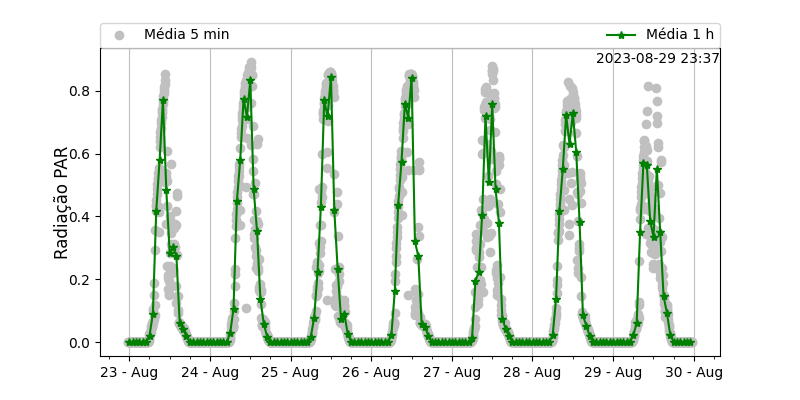 Média 5 min
Média 1 h
2023-08-29 23:37
Radiação PAR
0.8
0.6
0.4
0.2
0.0
23 - Aug
24 - Aug
25 - Aug
26 - Aug
27 - Aug
28 - Aug
29 - Aug
30 - Aug